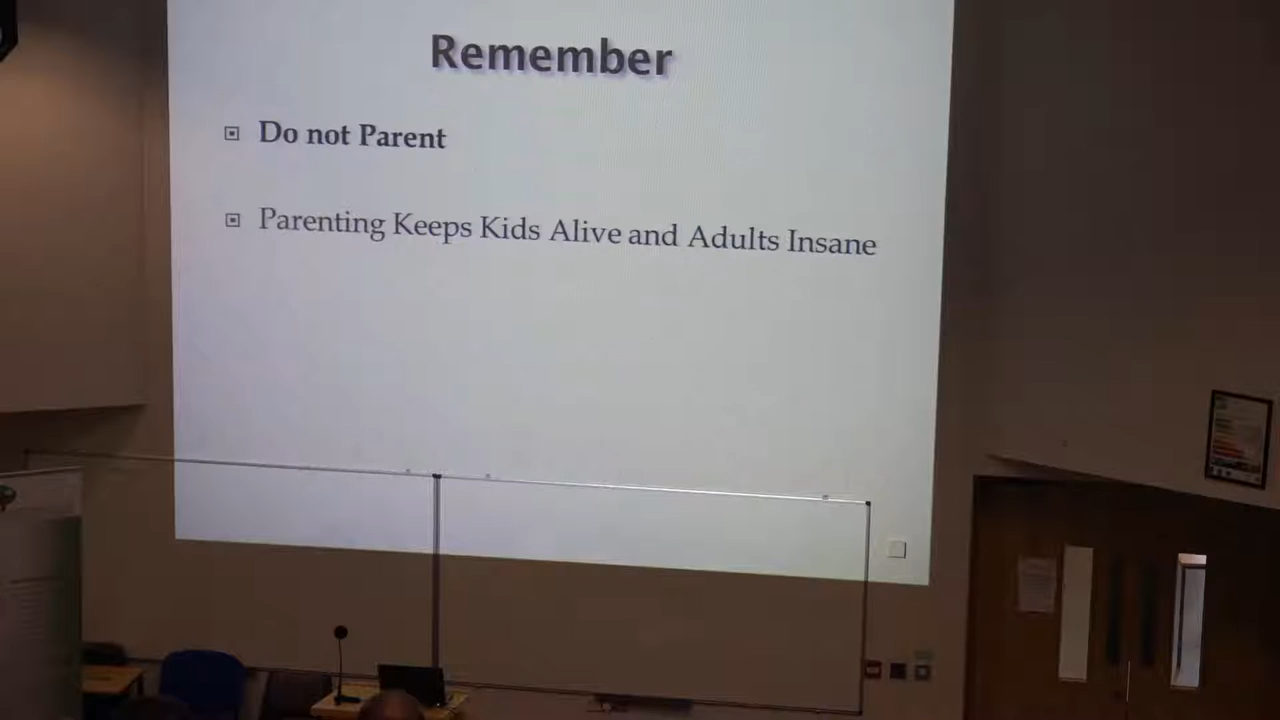 Remember
Do not Parent
Parenting Keeps Kids Alive and Adults Insane